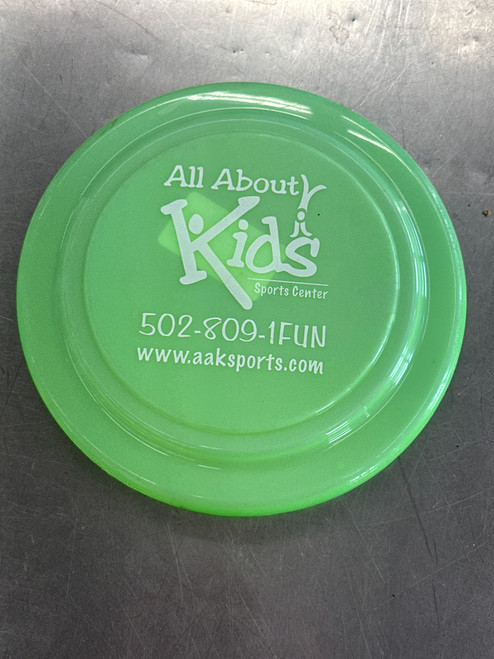 All About
Kids
Sports Center
502-809-1FUN
www.aaksports.com